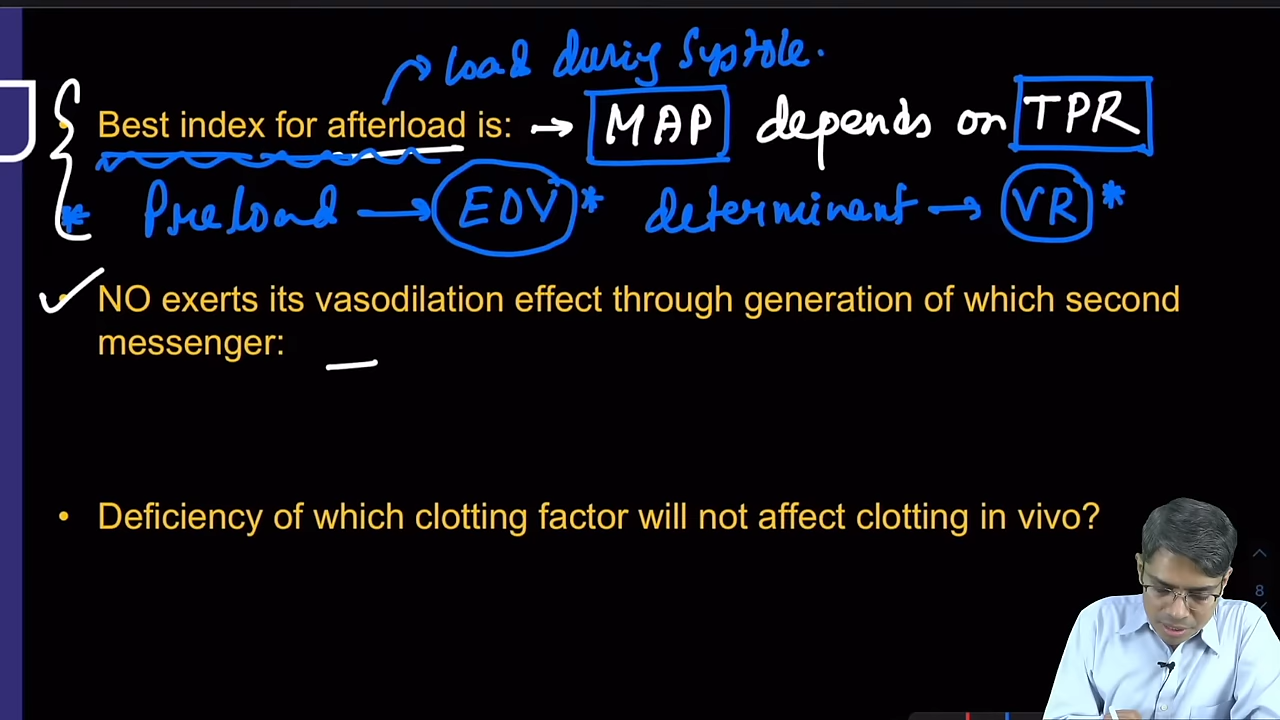 Load during Systole.
Best index for afterload is: → MAP depends on TPR
* Preload → EDV * determinant → VR *
NO exerts its vasodilation effect through generation of which second
messenger:
• Deficiency of which clotting factor will not affect clotting in vivo?
8